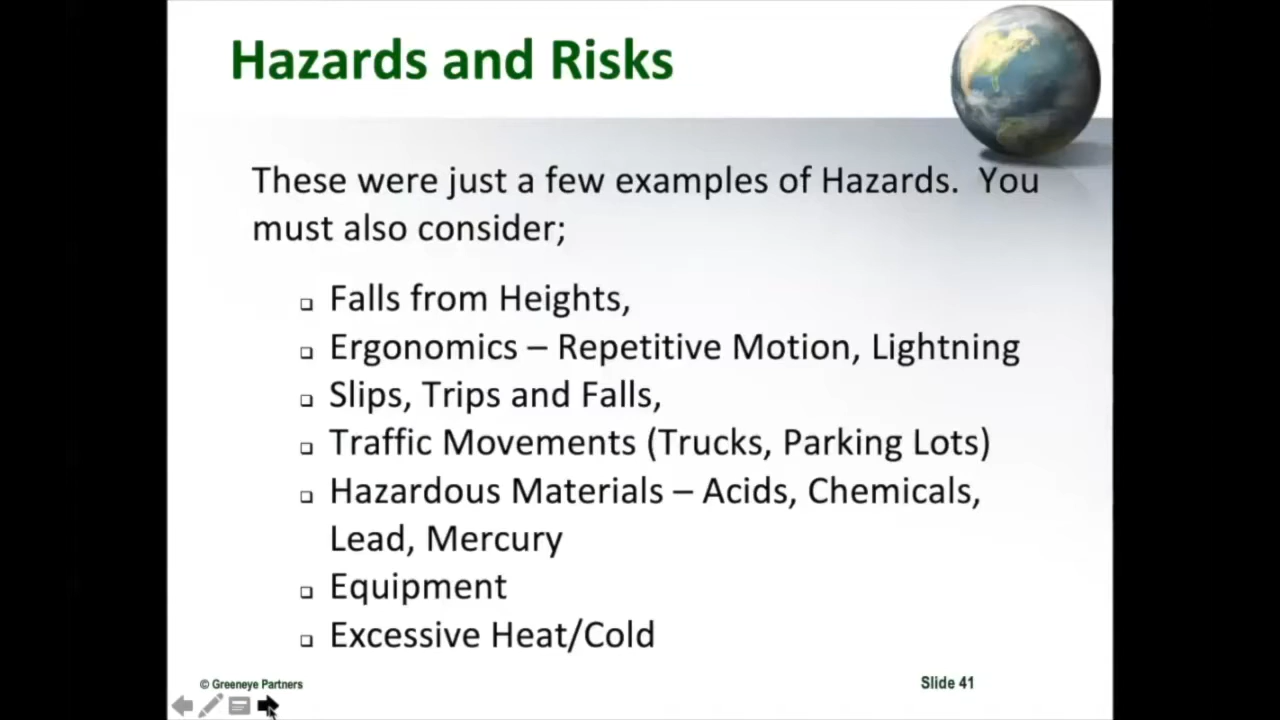 Hazards and Risks
These were just a few examples of Hazards.  You
must also consider;
Falls from Heights,
Ergonomics – Repetitive Motion, Lightning
Slips, Trips and Falls,
Traffic Movements (Trucks, Parking Lots)
Hazardous Materials – Acids, Chemicals,
Lead, Mercury
Equipment
Excessive Heat/Cold
© Greeneye Partners
Slide 41